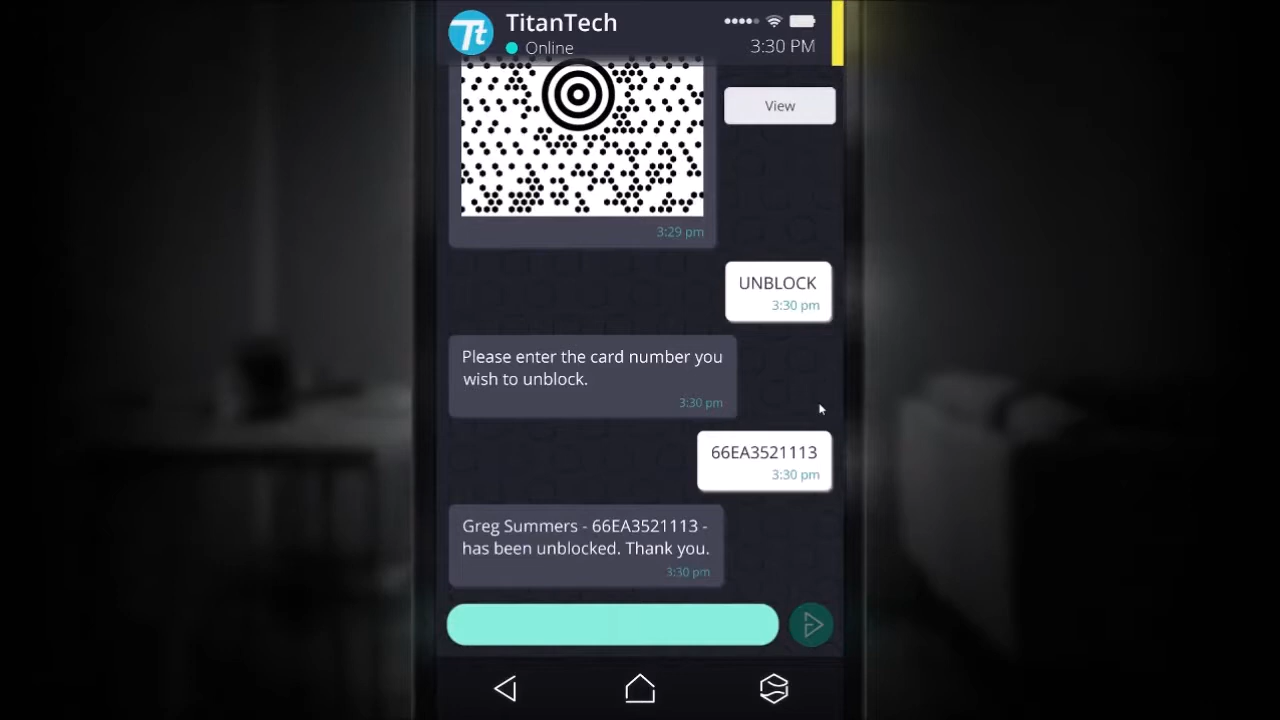 Tt
TitanTech
Online
3:30 PM
View
3:29 pm
UNBLOCK
3:30 pm
Please enter the card number you
wish to unblock.
3:30 pm
66EA3521113
3:30 pm
Greg Summers - 66EA3521113 -
has been unblocked. Thank you.
3:30 pm